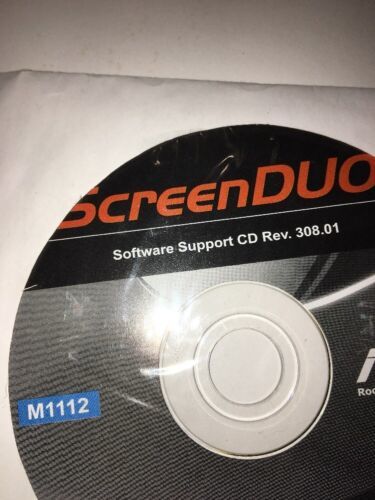 ScreenDUO
Software Support CD Rev. 308.01
M1112